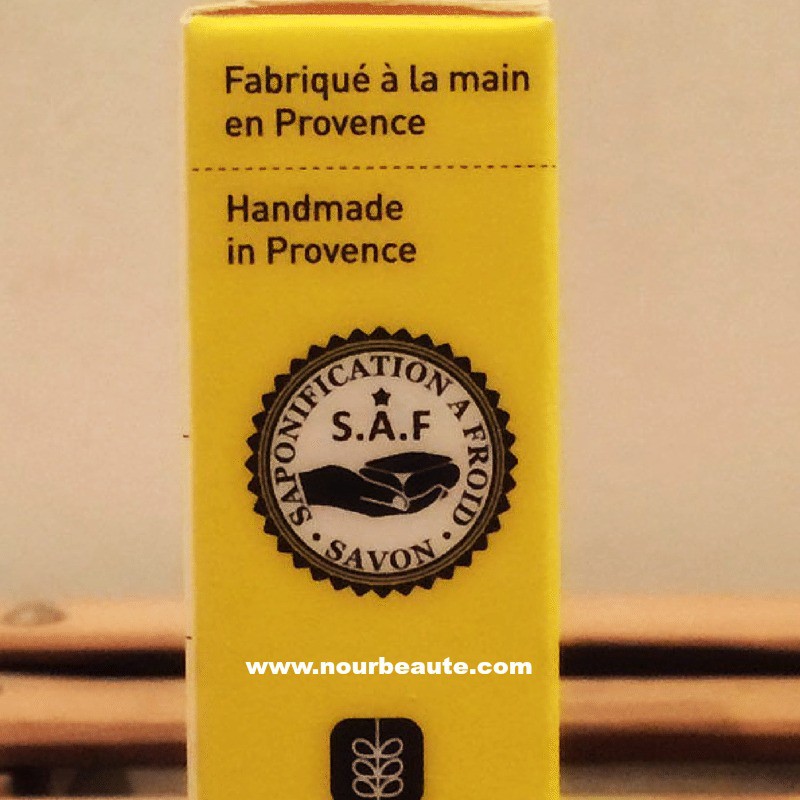 Fabriqué à la main
en Provence
Handmade
in Provence
SAPONIFICATION A FROID
S.A.F
· SAVON ·
www.nourbeaute.com